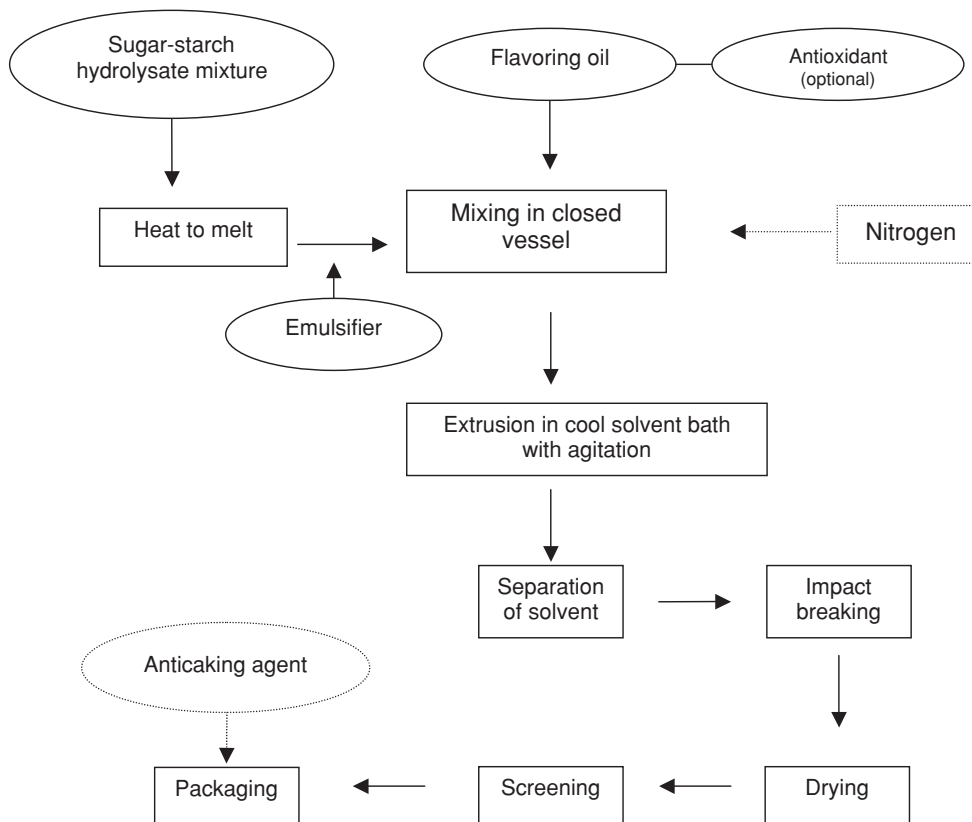 Sugar-starch
hydrolysate mixture
Flavoring oil
Antioxidant
(optional)
Heat to melt
Mixing in closed
vessel
Nitrogen
Emulsifier
Extrusion in cool solvent bath
with agitation
Separation
of solvent
Impact
breaking
Anticaking agent
Packaging
Screening
Drying